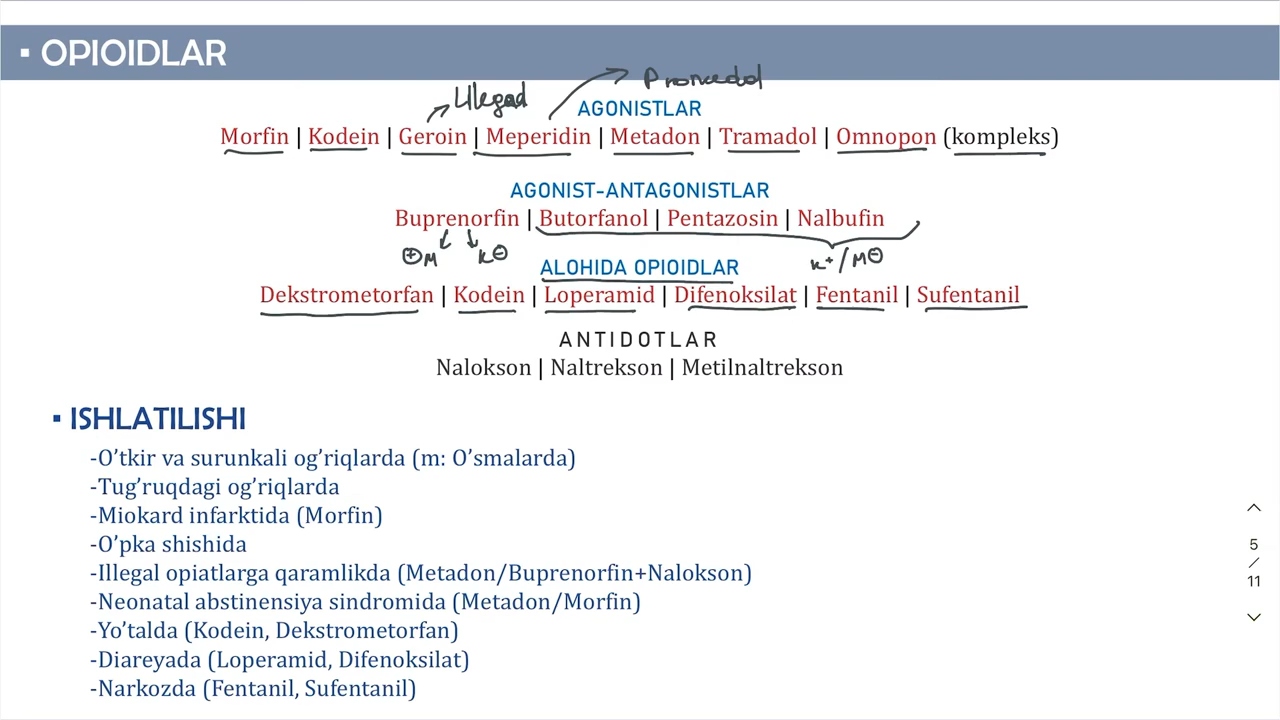 ▪ OPIOIDLAR
Illegal
Promedol
AGONISTLAR
Morfin | Kodein | Geroin | Meperidin | Metadon | Tramadol | Omnopon (kompleks)
AGONIST-ANTAGONISTLAR
Buprenorfin | Butorfanol | Pentazosin | Nalbufin
⊕M K⊖ K+/M⊖
ALOHIDA OPIOIDLAR
Dekstrometorfan | Kodein | Loperamid | Difenoksilat | Fentanil | Sufentanil
ANTIDOTLAR
Nalokson | Naltrekson | Metilnaltrekson
▪ ISHLATILISHI
-O’tkir va surunkali og’riqlarda (m: O’smalarda)
-Tug’ruqdagi og’riqlarda
-Miokard infarktida (Morfin)
-O’pka shishida
-Illegal opiatlarga qaramlikda (Metadon/Buprenorfin+Nalokson)
-Neonatal abstinensiya sindromida (Metadon/Morfin)
-Yo’talda (Kodein, Dekstrometorfan)
-Diareyada (Loperamid, Difenoksilat)
-Narkozda (Fentanil, Sufentanil)
5
/
11